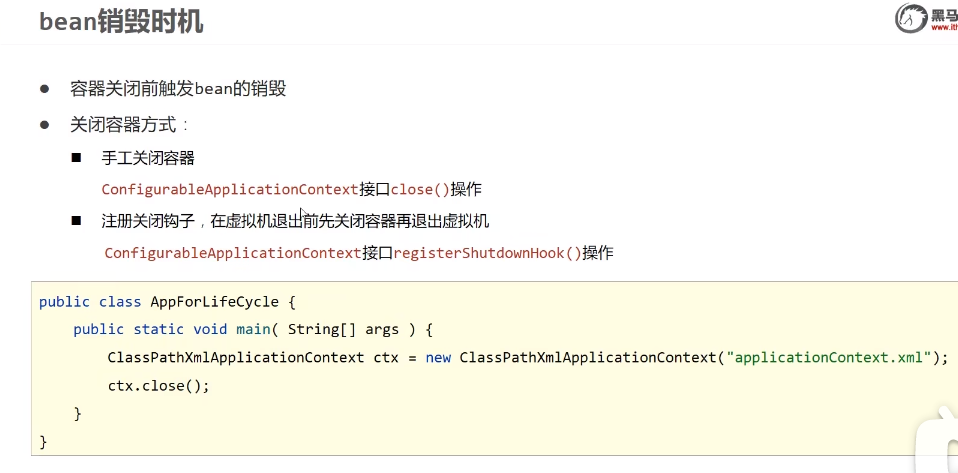 bean销毁时机
黑马
www.ith
● 容器关闭前触发bean的销毁
● 关闭容器方式：
■ 手工关闭容器
ConfigurableApplicationContext接口close()操作
■ 注册关闭钩子，在虚拟机退出前先关闭容器再退出虚拟机
ConfigurableApplicationContext接口registerShutdownHook()操作
public class AppForLifeCycle {
    public static void main( String[] args ) {
        ClassPathXmlApplicationContext ctx = new ClassPathXmlApplicationContext("applicationContext.xml");
        ctx.close();
    }
}